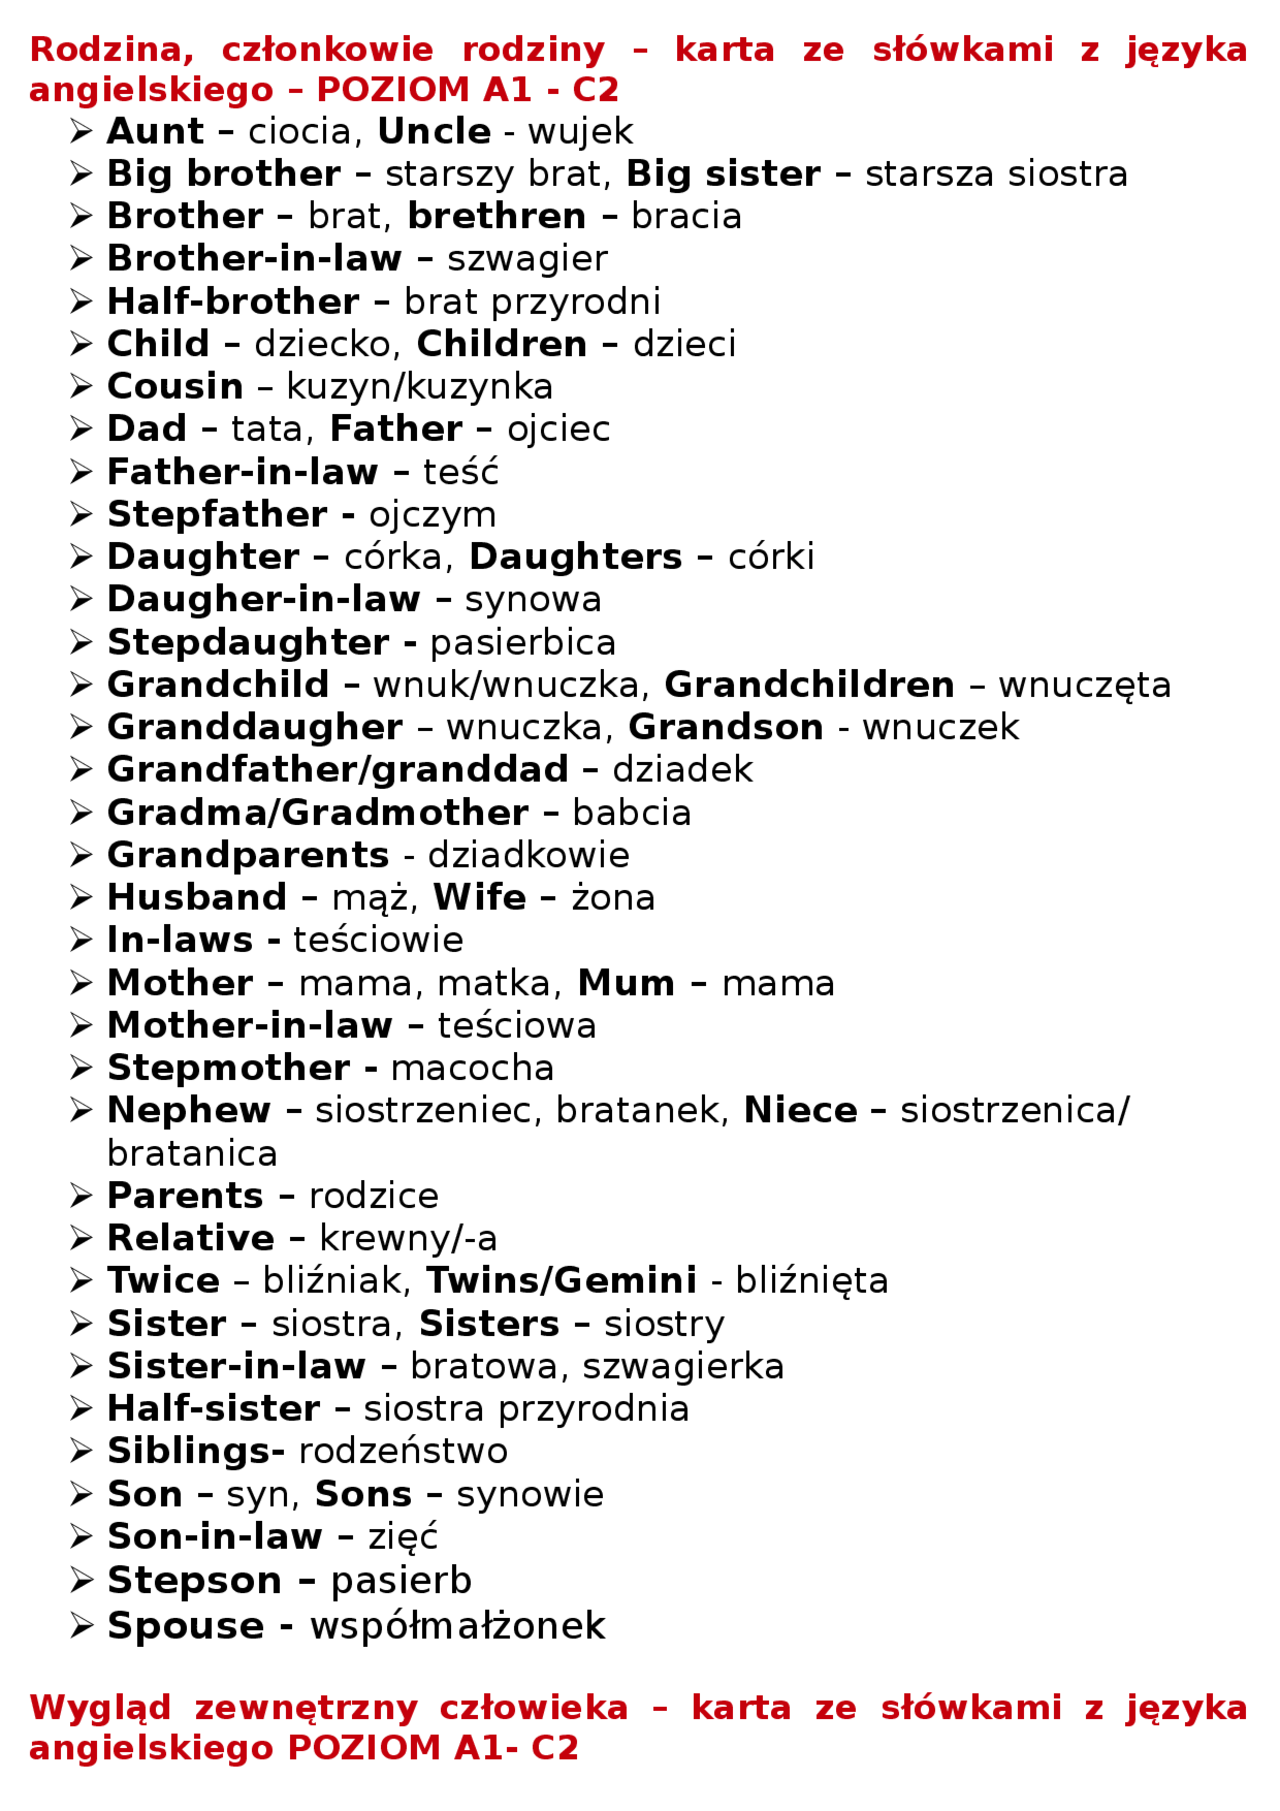 Rodzina, członkowie rodziny – karta ze słówkami z języka
angielskiego – POZIOM A1 - C2
➢ Aunt – ciocia, Uncle - wujek
➢ Big brother – starszy brat, Big sister – starsza siostra
➢ Brother – brat, brethren – bracia
➢ Brother-in-law – szwagier
➢ Half-brother – brat przyrodni
➢ Child – dziecko, Children – dzieci
➢ Cousin – kuzyn/kuzynka
➢ Dad – tata, Father – ojciec
➢ Father-in-law – teść
➢ Stepfather - ojczym
➢ Daughter – córka, Daughters – córki
➢ Daugher-in-law – synowa
➢ Stepdaughter - pasierbica
➢ Grandchild – wnuk/wnuczka, Grandchildren – wnuczęta
➢ Granddaugher – wnuczka, Grandson - wnuczek
➢ Grandfather/granddad – dziadek
➢ Gradma/Gradmother – babcia
➢ Grandparents - dziadkowie
➢ Husband – mąż, Wife – żona
➢ In-laws - teściowie
➢ Mother – mama, matka, Mum – mama
➢ Mother-in-law – teściowa
➢ Stepmother - macocha
➢ Nephew – siostrzeniec, bratanek, Niece – siostrzenica/
bratanica
➢ Parents – rodzice
➢ Relative – krewny/-a
➢ Twice – bliźniak, Twins/Gemini - bliźnięta
➢ Sister – siostra, Sisters – siostry
➢ Sister-in-law – bratowa, szwagierka
➢ Half-sister – siostra przyrodnia
➢ Siblings- rodzeństwo
➢ Son – syn, Sons – synowie
➢ Son-in-law – zięć
➢ Stepson – pasierb
➢ Spouse - współmałżonek
Wygląd zewnętrzny człowieka – karta ze słówkami z języka
angielskiego POZIOM A1- C2